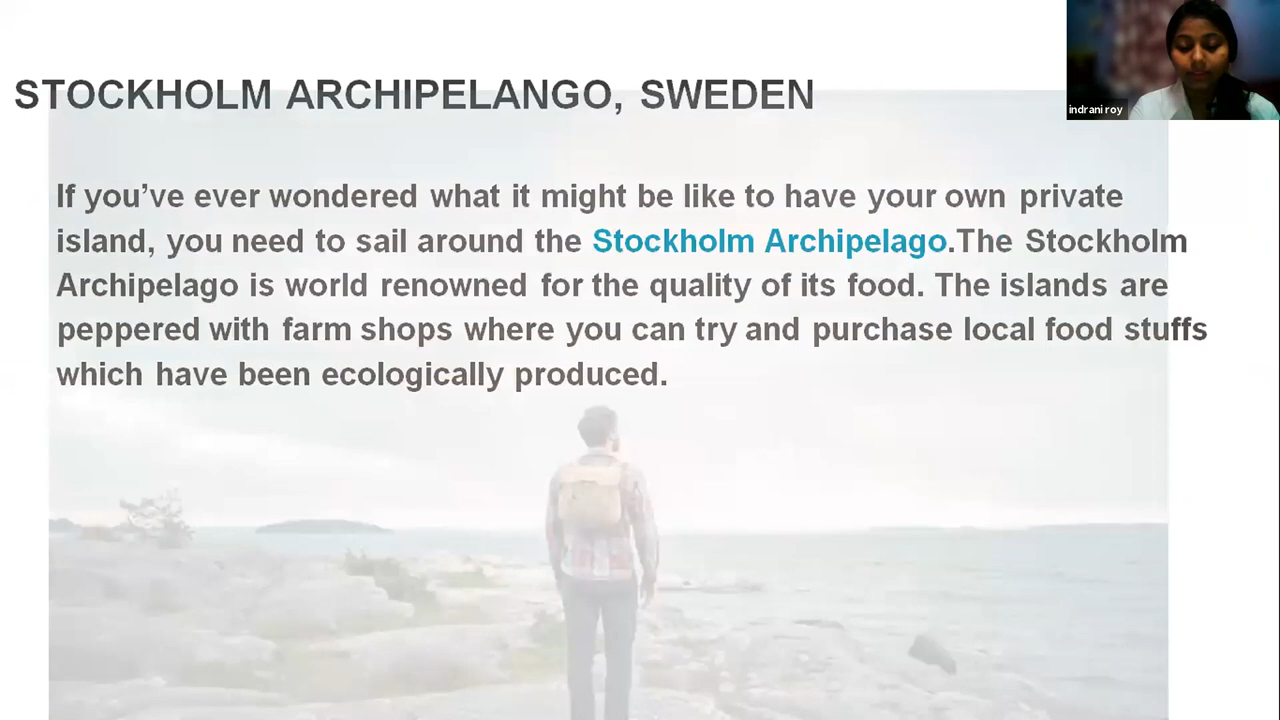 STOCKHOLM ARCHIPELANGO, SWEDEN
indrani roy
If you’ve ever wondered what it might be like to have your own private
island, you need to sail around the Stockholm Archipelago.The Stockholm
Archipelago is world renowned for the quality of its food. The islands are
peppered with farm shops where you can try and purchase local food stuffs
which have been ecologically produced.